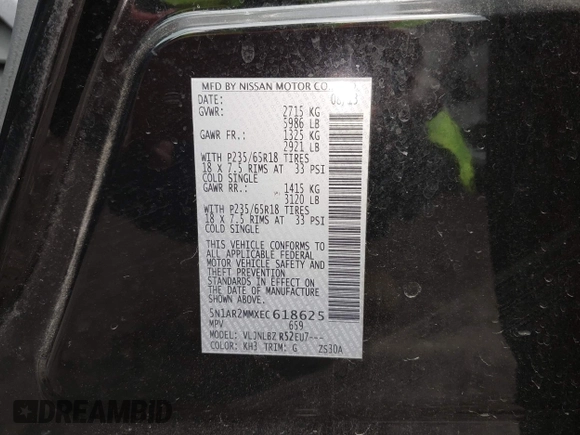 MFD BY NISSAN MOTOR CO
DATE:
GVWR: 2715 KG
5986 LB
GAWR FR.: 1325 KG
2921 LB
WITH P235/65R18 TIRES
18 X 7.5 RIMS AT 33 PSI
COLD SINGLE
GAWR RR.: 1415 KG
3120 LB
WITH P235/65R18 TIRES
18 X 7.5 RIMS AT 33 PSI
COLD SINGLE
THIS VEHICLE CONFORMS TO
ALL APPLICABLE FEDERAL
MOTOR VEHICLE SAFETY AND
THEFT PREVENTION
STANDARDS IN EFFECT ON
THE DATE OF MANUFACTURE
SHOWN ABOVE.
5N1AR2MMXEC618625
MPV 659
MODEL: VLJNLBZ R52EU7---
COLOR: KH3 TRIM: G ZS30A
DREAMBID